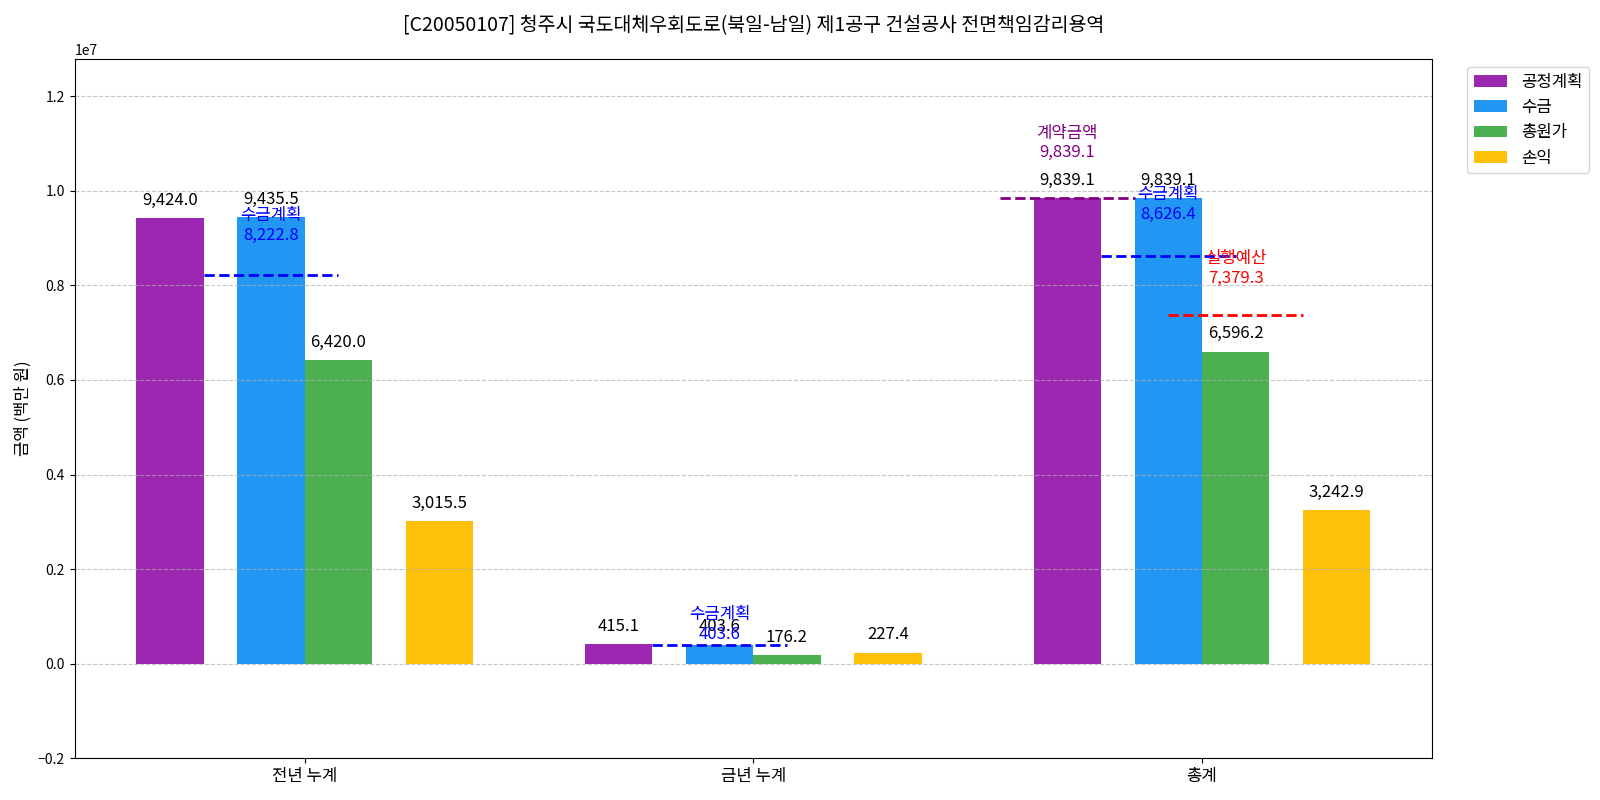 [C20050107] 청주시 국도대체우회도로(북일-남일) 제1공구 건설공사 전면책임감리용역
1e7
1.2
1.0
0.8
0.6
0.4
0.2
0.0
−0.2
금액 (백만 원)
9,424.0
9,435.5
수금계획
8,222.8
6,420.0
3,015.5
415.1
수금계획
403.6
403.6
176.2
227.4
계약금액
9,839.1
9,839.1
9,839.1
수금계획
8,626.4
실행예산
7,379.3
6,596.2
3,242.9
전년 누계
금년 누계
총계
공정계획
수금
총원가
손익